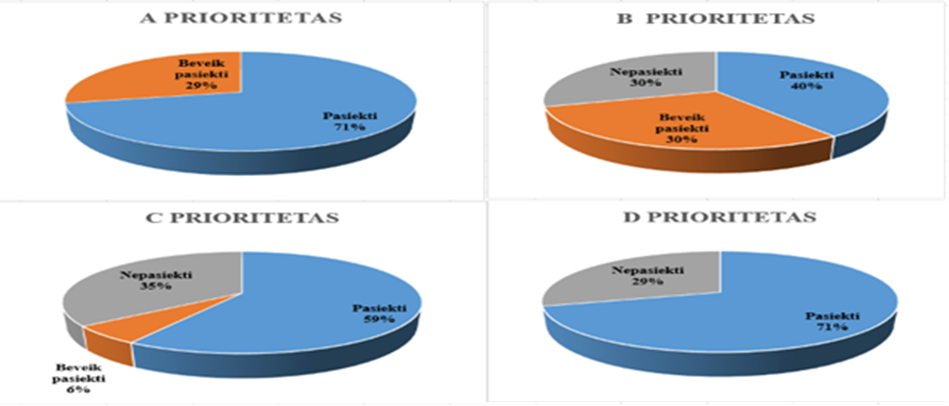 A PRIORITETAS
Beveik
pasiekti
29%
Pasiekti
71%
B PRIORITETAS
Nepasiekti
30%
Pasiekti
40%
Beveik
pasiekti
30%
C PRIORITETAS
Nepasiekti
35%
Pasiekti
59%
Beveik
pasiekti
6%
D PRIORITETAS
Nepasiekti
29%
Pasiekti
71%